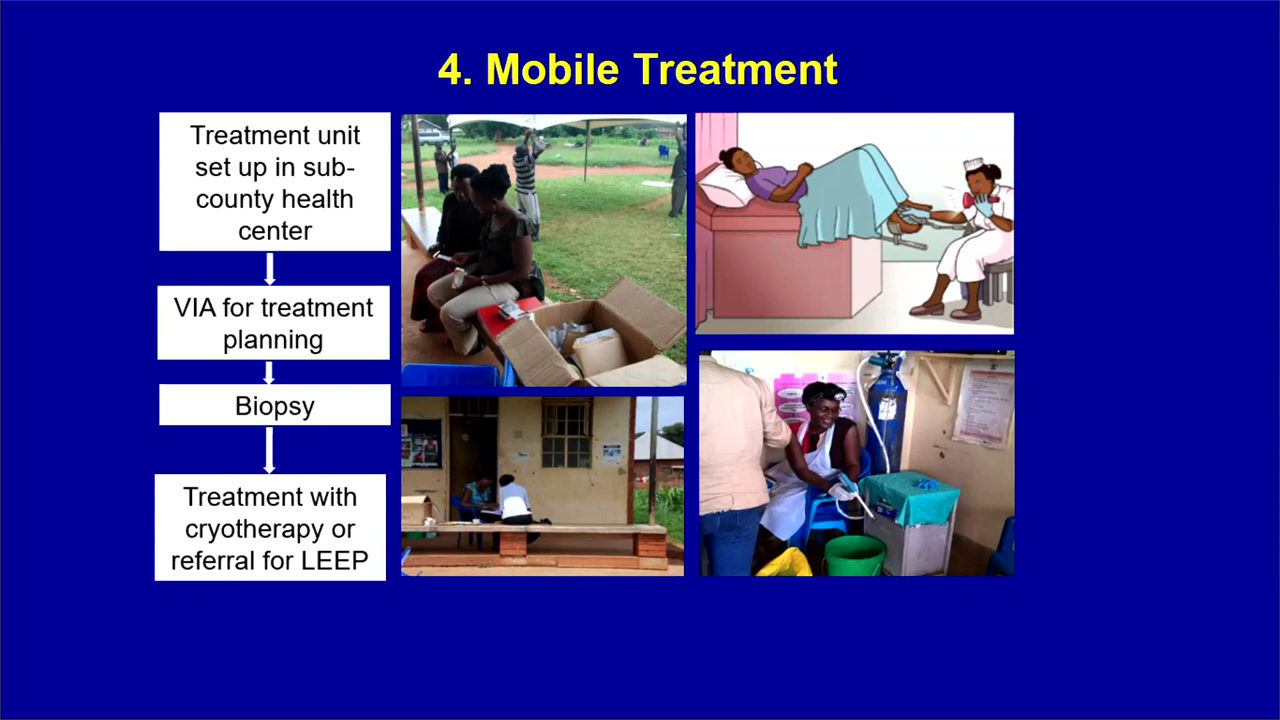 4. Mobile Treatment
Treatment unit
set up in sub-
county health
center
VIA for treatment
planning
Biopsy
Treatment with
cryotherapy or
referral for LEEP